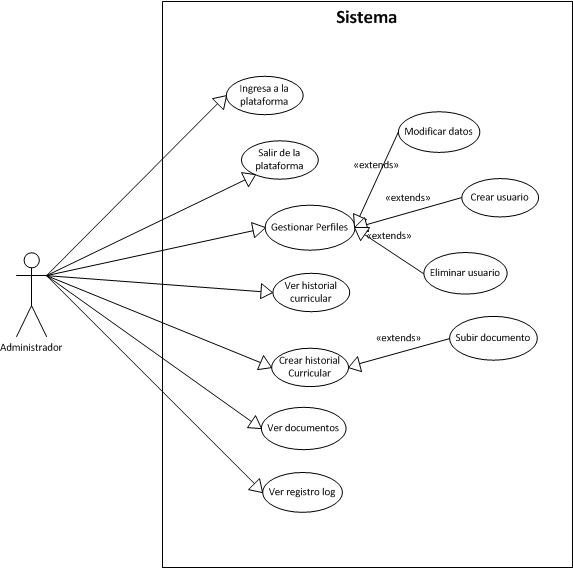 Sistema
Ingresa a la
plataforma
Modificar datos
Salir de la
plataforma
«extends»
«extends»
Crear usuario
Gestionar Perfiles
«extends»
Eliminar usuario
Ver historial
curricular
Administrador
«extends»
Subir documento
Crear historial
Curricular
Ver documentos
Ver registro log